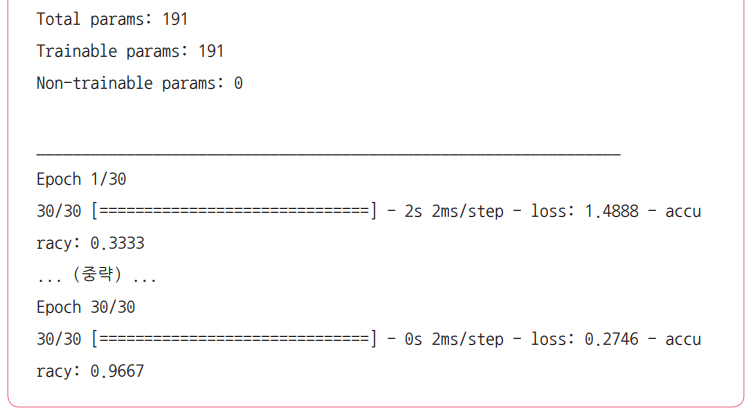 Total params: 191
Trainable params: 191
Non-trainable params: 0
_________________________________________________________________
Epoch 1/30
30/30 [==============================] - 2s 2ms/step - loss: 1.4888 - accu
racy: 0.3333
... (중략) ...
Epoch 30/30
30/30 [==============================] - 0s 2ms/step - loss: 0.2746 - accu
racy: 0.9667